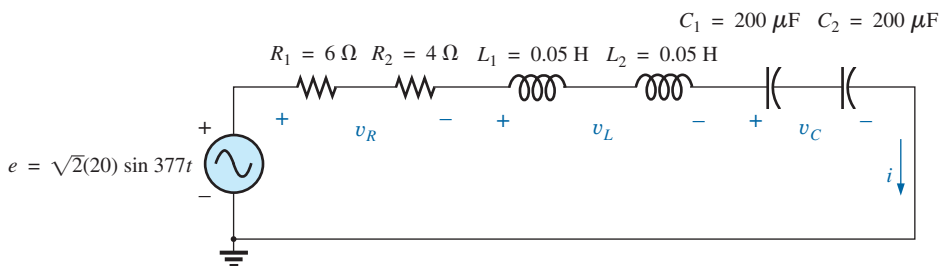 C₁ = 200 μF C₂ = 200 μF
R₁ = 6 Ω R₂ = 4 Ω L₁ = 0.05 H L₂ = 0.05 H
+ v_R − + v_L − + v_C −
+
e = √2(20) sin 377t
−
i